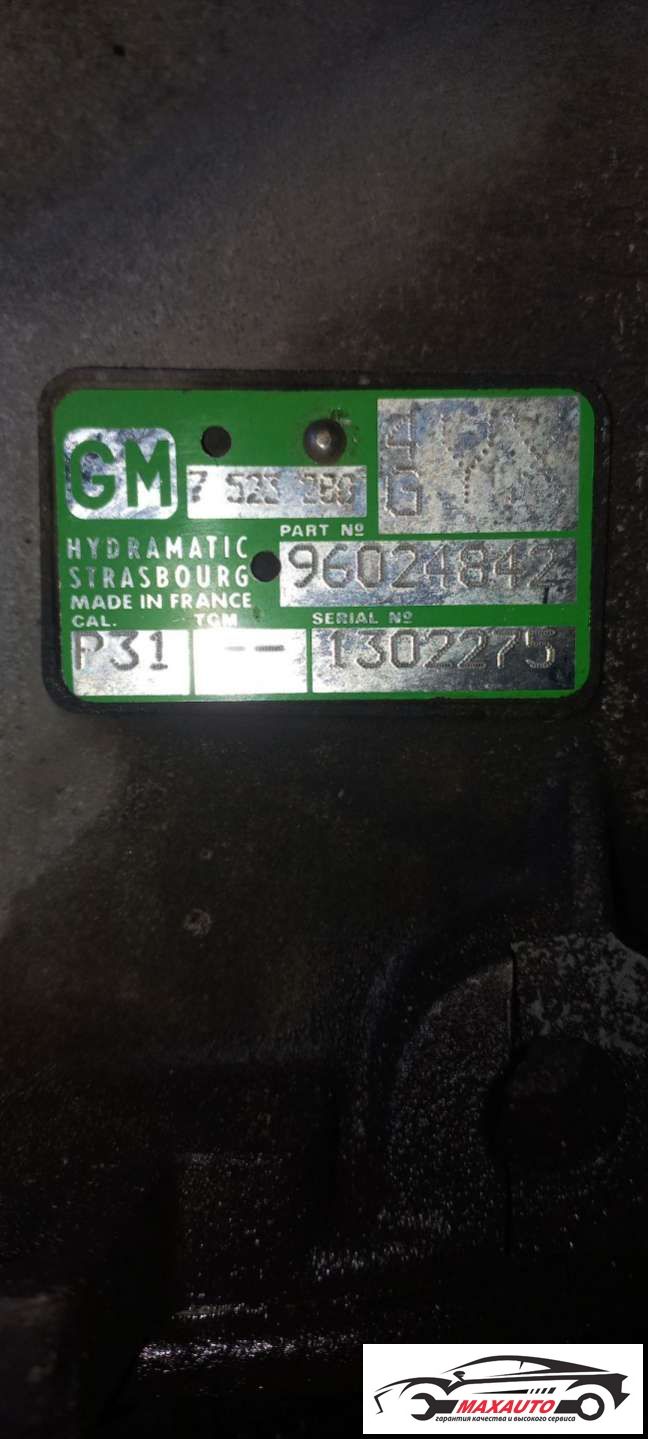 GM
PART Nº
HYDRAMATIC
STRASBOURG
96024842
MADE IN FRANCE
CAL. TGM SERIAL Nº
P31 -- 1302275
MAXAUTO
гарантия качества и высокого сервиса